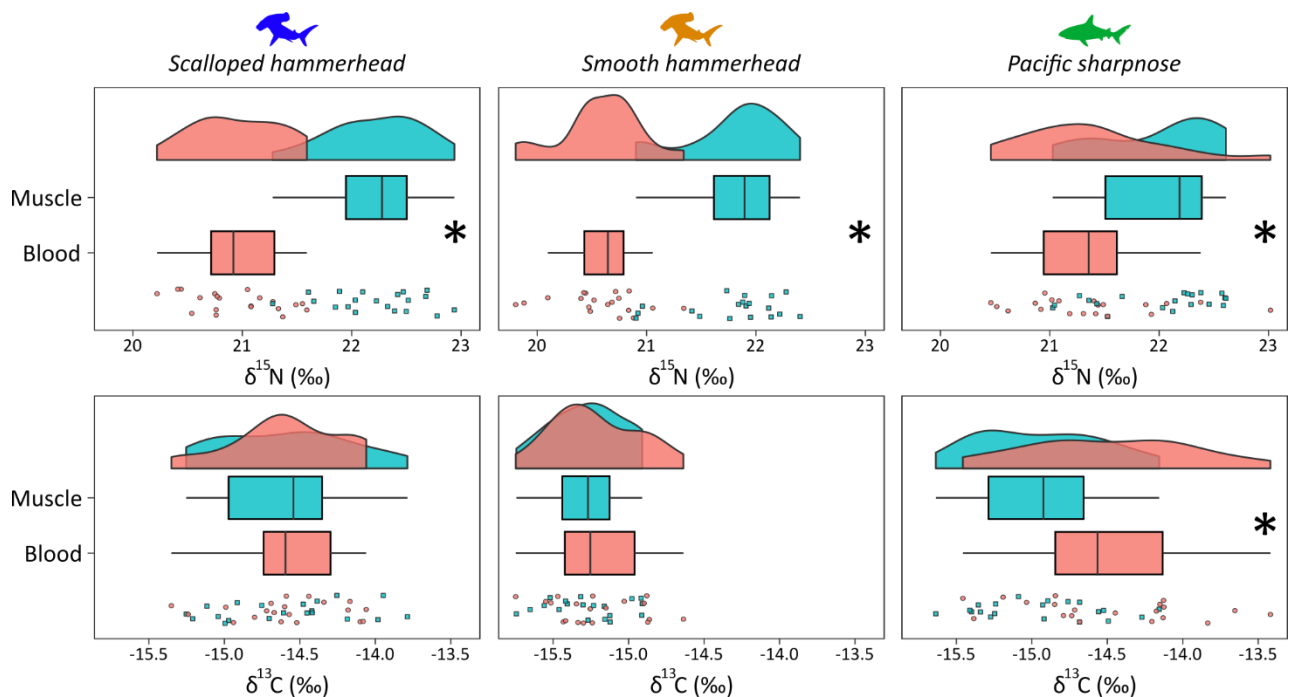 Scalloped hammerhead Smooth hammerhead Pacific sharpnose
Muscle
* * *
Blood
20 21 22 23 20 21 22 23 20 21 22 23
δ¹⁵N (‰) δ¹⁵N (‰) δ¹⁵N (‰)
Muscle
*
Blood
-15.5 -15.0 -14.5 -14.0 -13.5 -15.5 -15.0 -14.5 -14.0 -13.5 -15.5 -15.0 -14.5 -14.0 -13.5
δ¹³C (‰) δ¹³C (‰) δ¹³C (‰)